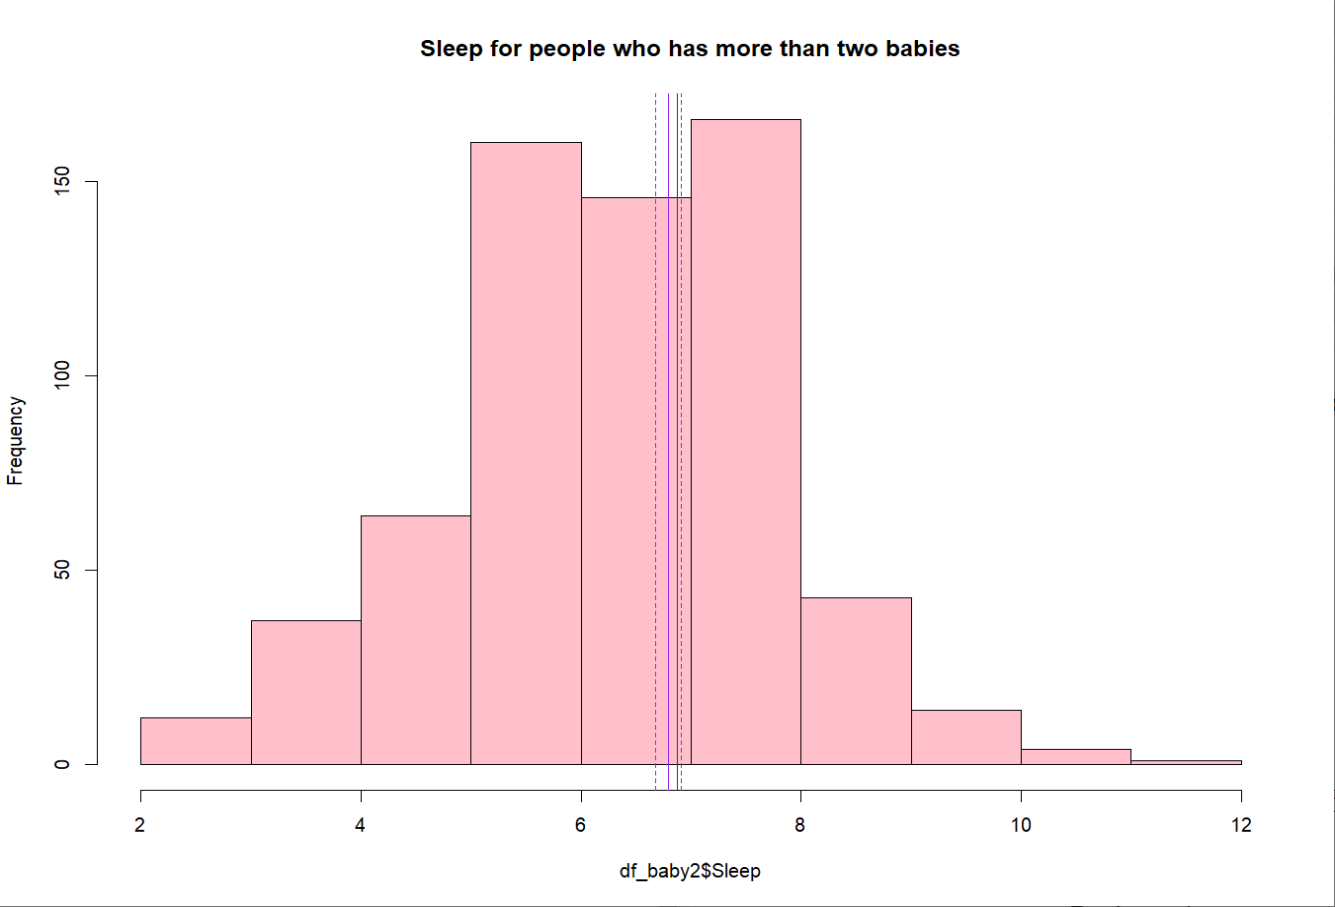 Sleep for people who has more than two babies
150
100
50
0
Frequency
2 4 6 8 10 12
df_baby2$Sleep